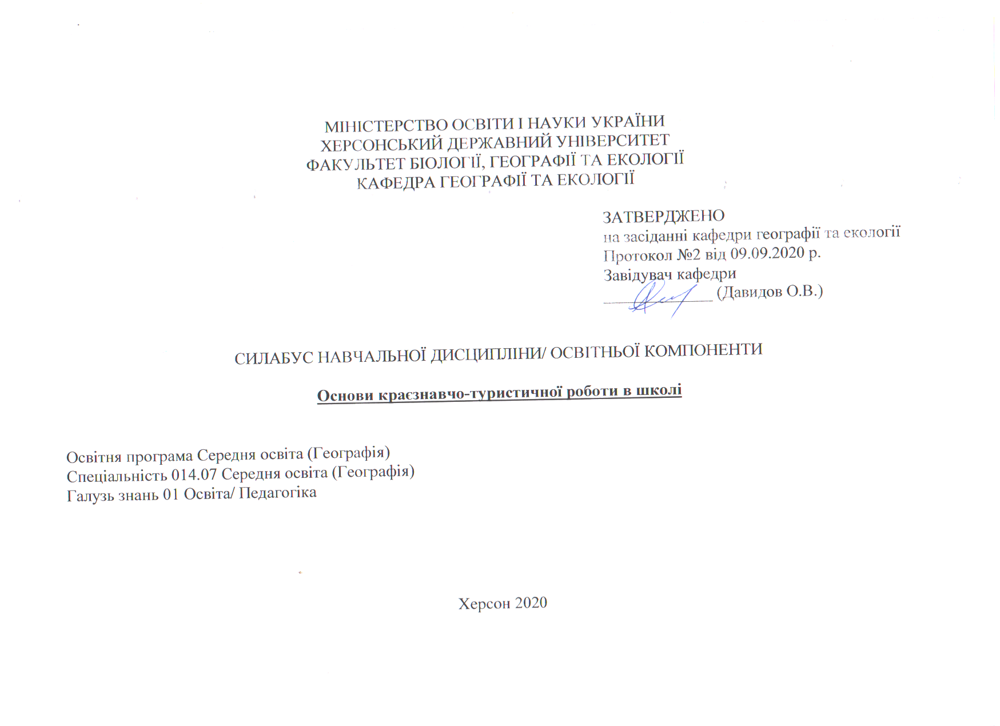 МІНІСТЕРСТВО ОСВІТИ І НАУКИ УКРАЇНИ
ХЕРСОНСЬКИЙ ДЕРЖАВНИЙ УНІВЕРСИТЕТ
ФАКУЛЬТЕТ БІОЛОГІЇ, ГЕОГРАФІЇ ТА ЕКОЛОГІЇ
КАФЕДРА ГЕОГРАФІЇ ТА ЕКОЛОГІЇ
ЗАТВЕРДЖЕНО
на засіданні кафедри географії та екології
Протокол №2 від 09.09.2020 р.
Завідувач кафедри
(Давидов О.В.)
СИЛАБУС НАВЧАЛЬНОЇ ДИСЦИПЛІНИ/ ОСВІТНЬОЇ КОМПОНЕНТИ
Основи краєзнавчо-туристичної роботи в школі
Освітня програма Середня освіта (Географія)
Спеціальність 014.07 Середня освіта (Географія)
Галузь знань 01 Освіта/ Педагогіка
Херсон 2020